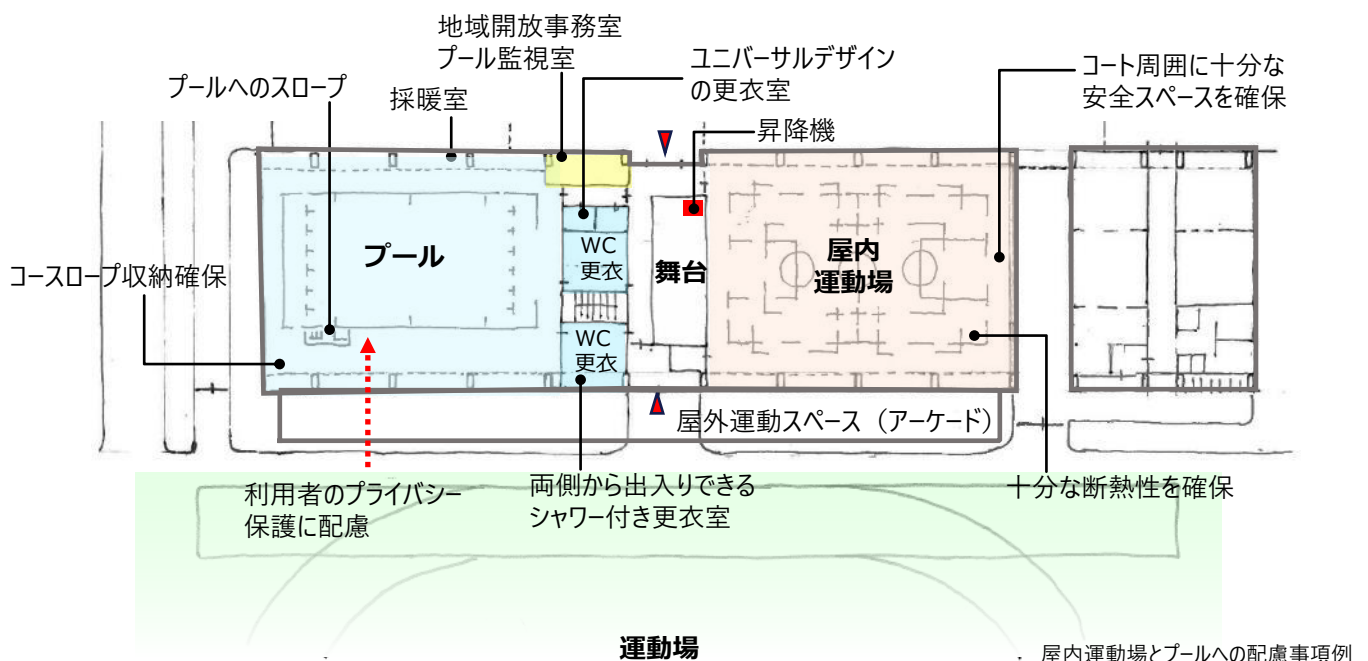 地域開放事務室
プール監視室
ユニバーサルデザイン
の更衣室
コート周囲に十分な
安全スペースを確保
プールへのスロープ
採暖室
昇降機
プール
WC
更衣
舞台
屋内
運動場
コースロープ収納確保
WC
更衣
屋外運動スペース（アーケード）
利用者のプライバシー
保護に配慮
両側から出入りできる
シャワー付き更衣室
十分な断熱性を確保
運動場
屋内運動場とプールへの配慮事項例